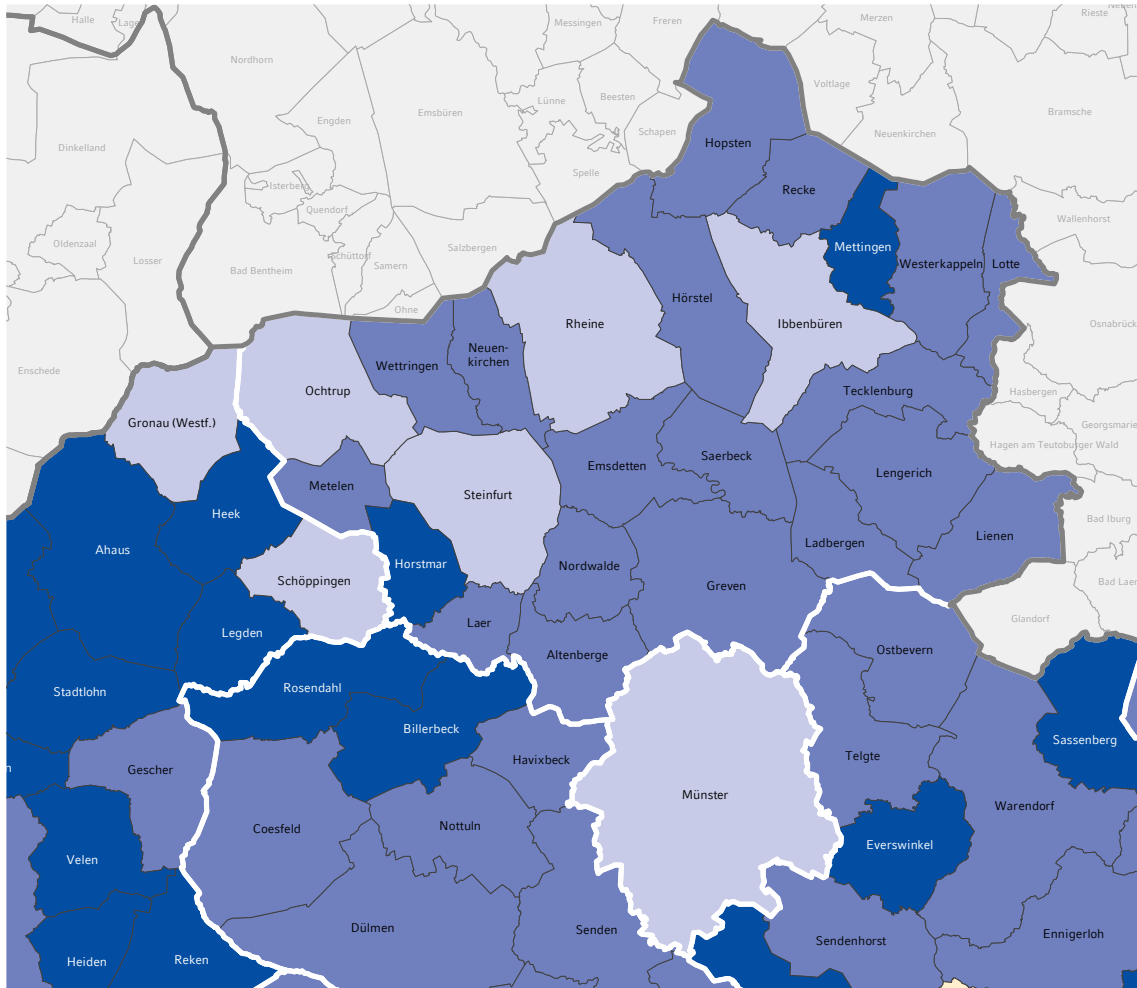 Halle
Lage
Messingen
Freren
Merzen
Rieste
Neuen
Nordhorn
Voltlage
Lünne
Beesten
Emsbüren
Bramsche
Engden
Schapen
Neuenkirchen
Dinkelland
Hopsten
Spelle
Isterberg
Recke
Quendorf
Wallenhorst
Oldenzaal
Salzbergen
Mettingen
Losser
Schüttorf
Samern
Westerkappeln
Lotte
Bad Bentheim
Hörstel
Ohne
Rheine
Ibbenbüren
Osnabrück
Neuen-
kirchen
Wettringen
Enschede
Ochtrup
Tecklenburg
Hasbergen
Gronau (Westf.)
Georgsmarie
Hagen am Teutoburger Wald
Saerbeck
Emsdetten
Lengerich
Metelen
Steinfurt
Heek
Bad Iburg
Lienen
Ladbergen
Ahaus
Horstmar
Nordwalde
Schöppingen
Greven
Bad Laer
Glandorf
Laer
Legden
Ostbevern
Altenberge
Rosendahl
Stadtlohn
Billerbeck
Sassenberg
Telgte
Havixbeck
n
Gescher
Münster
Warendorf
Coesfeld
Nottuln
Everswinkel
Velen
Dülmen
Senden
Ennigerloh
Sendenhorst
Reken
Heiden